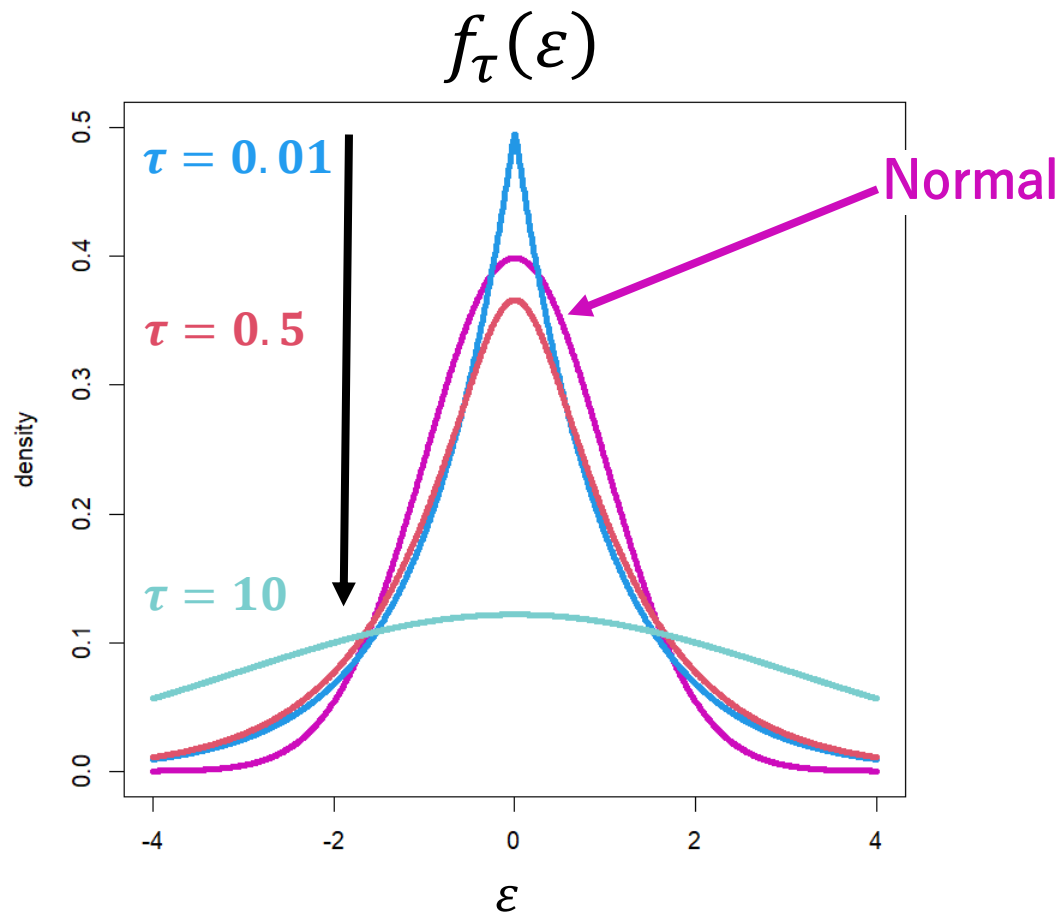 f_τ(ε)
τ = 0.01
Normal
τ = 0.5
τ = 10
density
0.5
0.4
0.3
0.2
0.1
0.0
-4 -2 0 2 4
ε